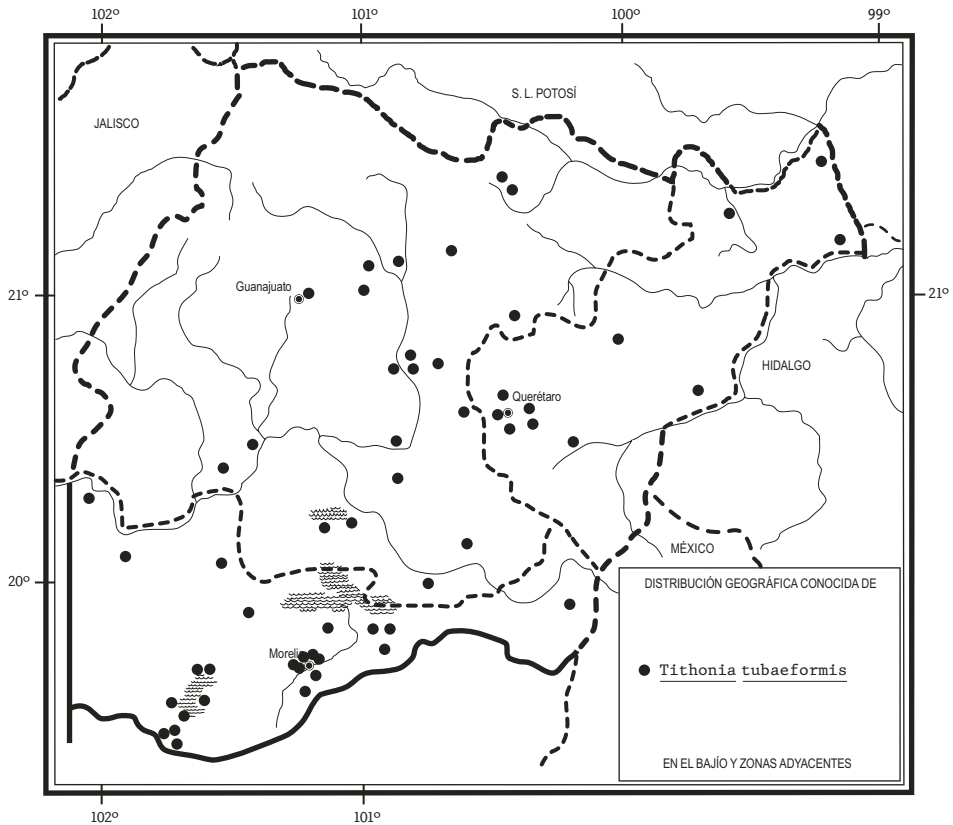 102º 101º 100º 99º
S. L. POTOSÍ
JALISCO
Guanajuato
21º 21º
HIDALGO
Querétaro
MÉXICO
20º
DISTRIBUCIÓN GEOGRÁFICA CONOCIDA DE
Morelia
Tithonia tubaeformis
EN EL BAJÍO Y ZONAS ADYACENTES
102º 101º